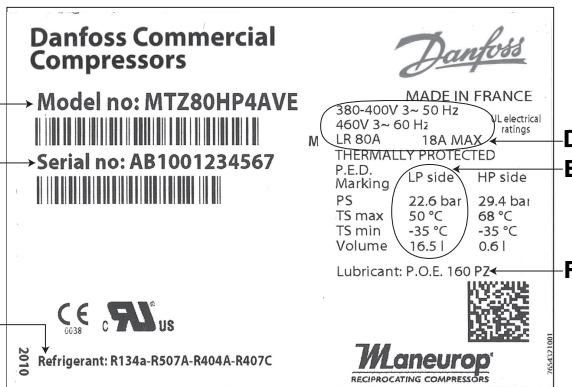 Danfoss Commercial
Compressors
Danfoss
Model no: MTZ80HP4AVE
Serial no: AB1001234567
MADE IN FRANCE
380-400V 3~ 50 Hz
460V 3~ 60 Hz
UL electrical
ratings
M
LR 80A 18A MAX
D
THERMALLY PROTECTED
P.E.D.
Marking LP side HP side
E
PS 22.6 bar 29.4 bar
TS max 50 °C 68 °C
TS min -35 °C -35 °C
Volume 16.5 l 0.6 l
Lubricant: P.O.E. 160 PZ
F
CE
0038
c RU us
2010
Refrigerant: R134a-R507A-R404A-R407C
Maneurop
RECIPROCATING COMPRESSORS
7654321001